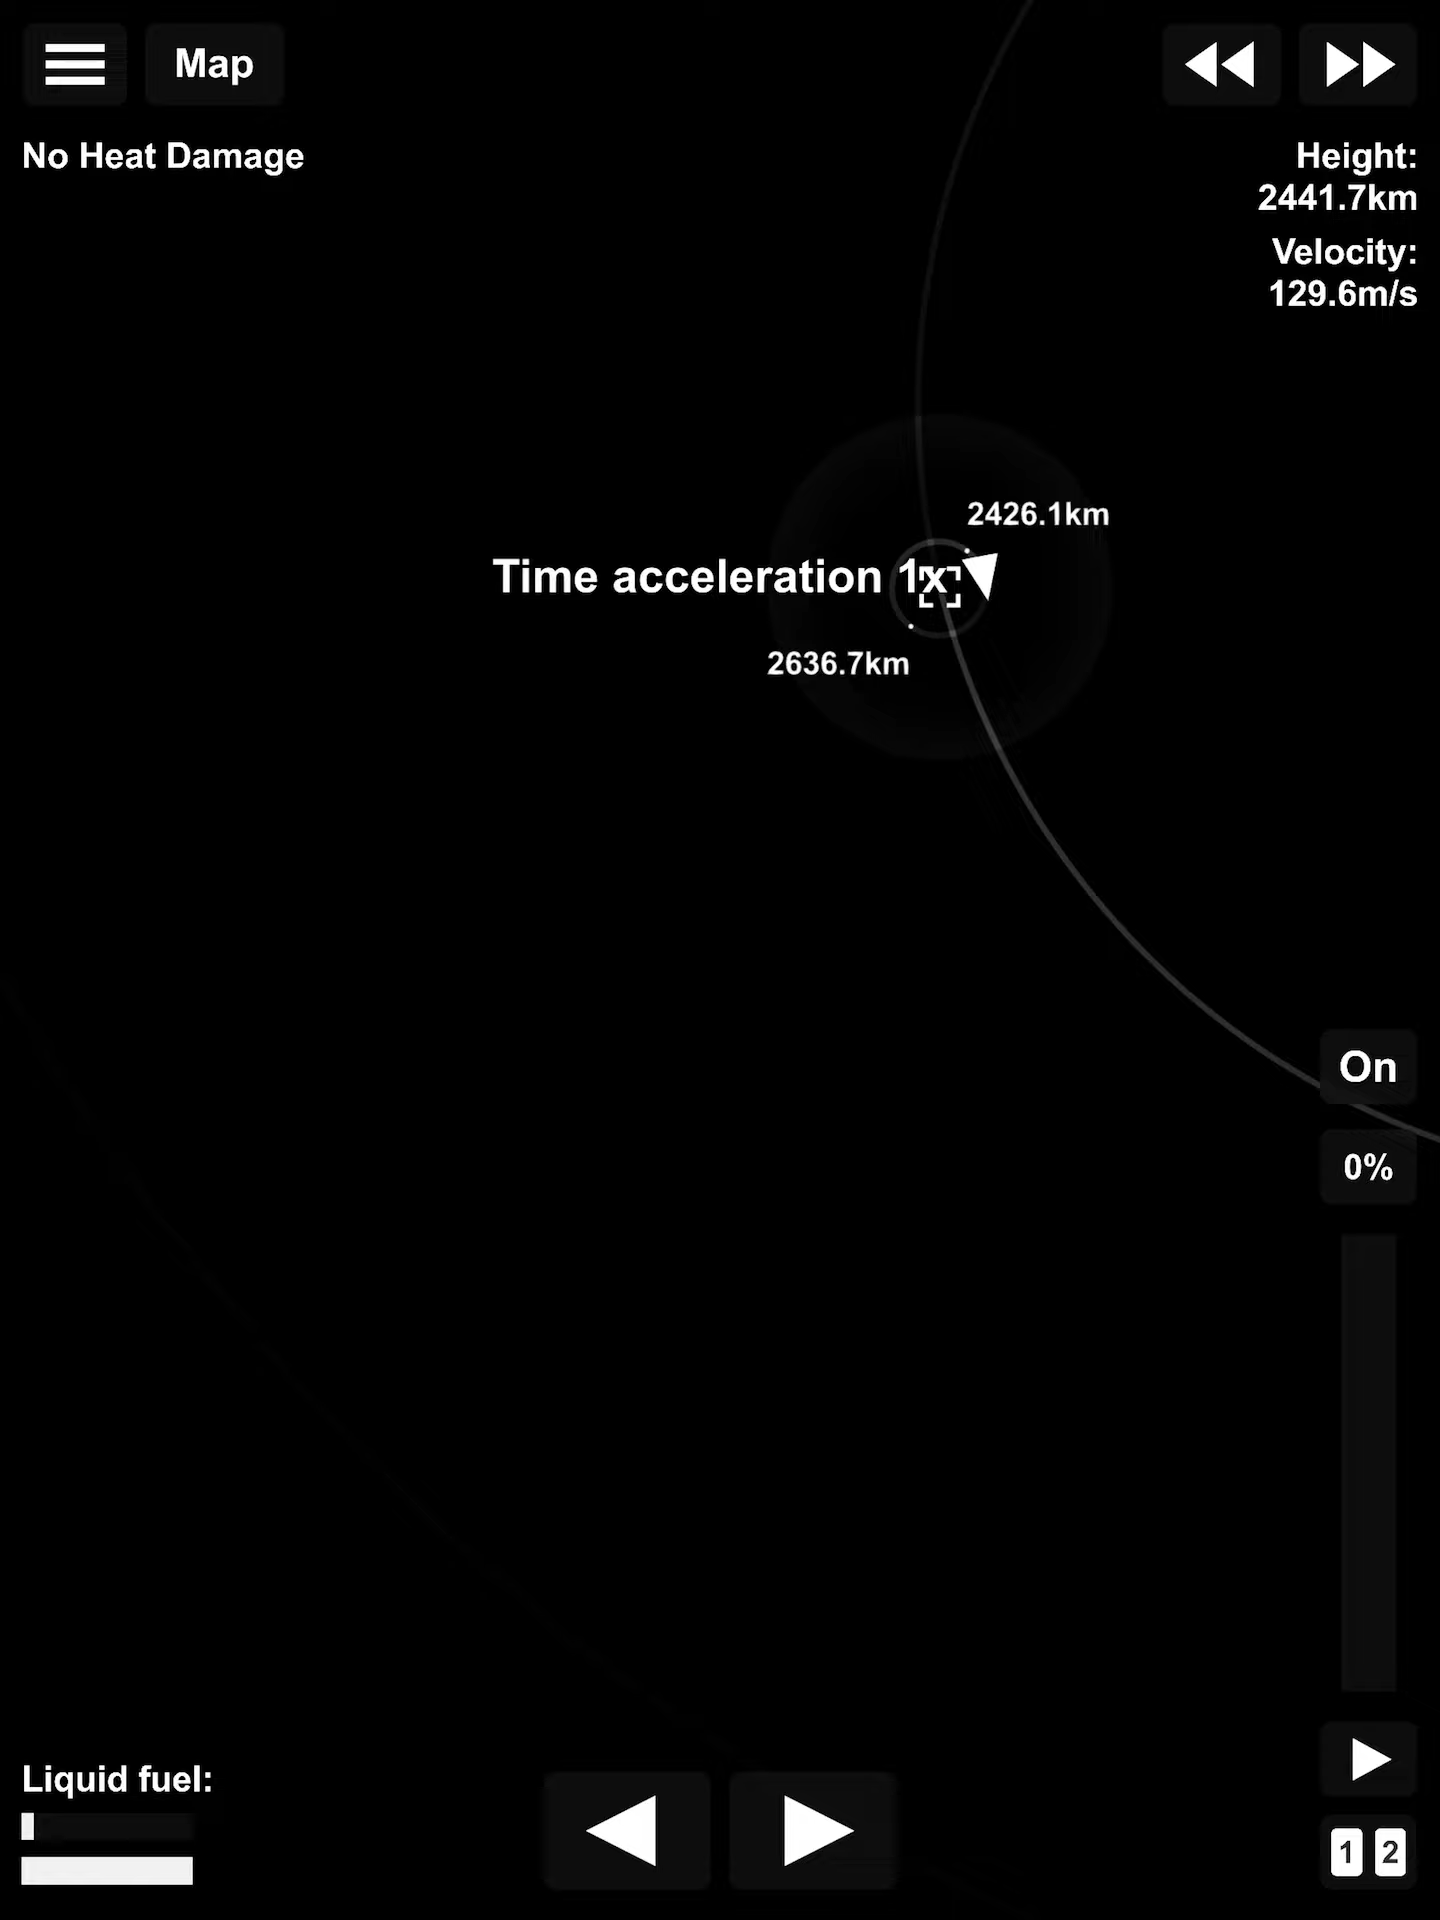 Map
No Heat Damage
Height:
2441.7km
Velocity:
129.6m/s
2426.1km
Time acceleration 1x
2636.7km
On
0%
Liquid fuel:
1 2